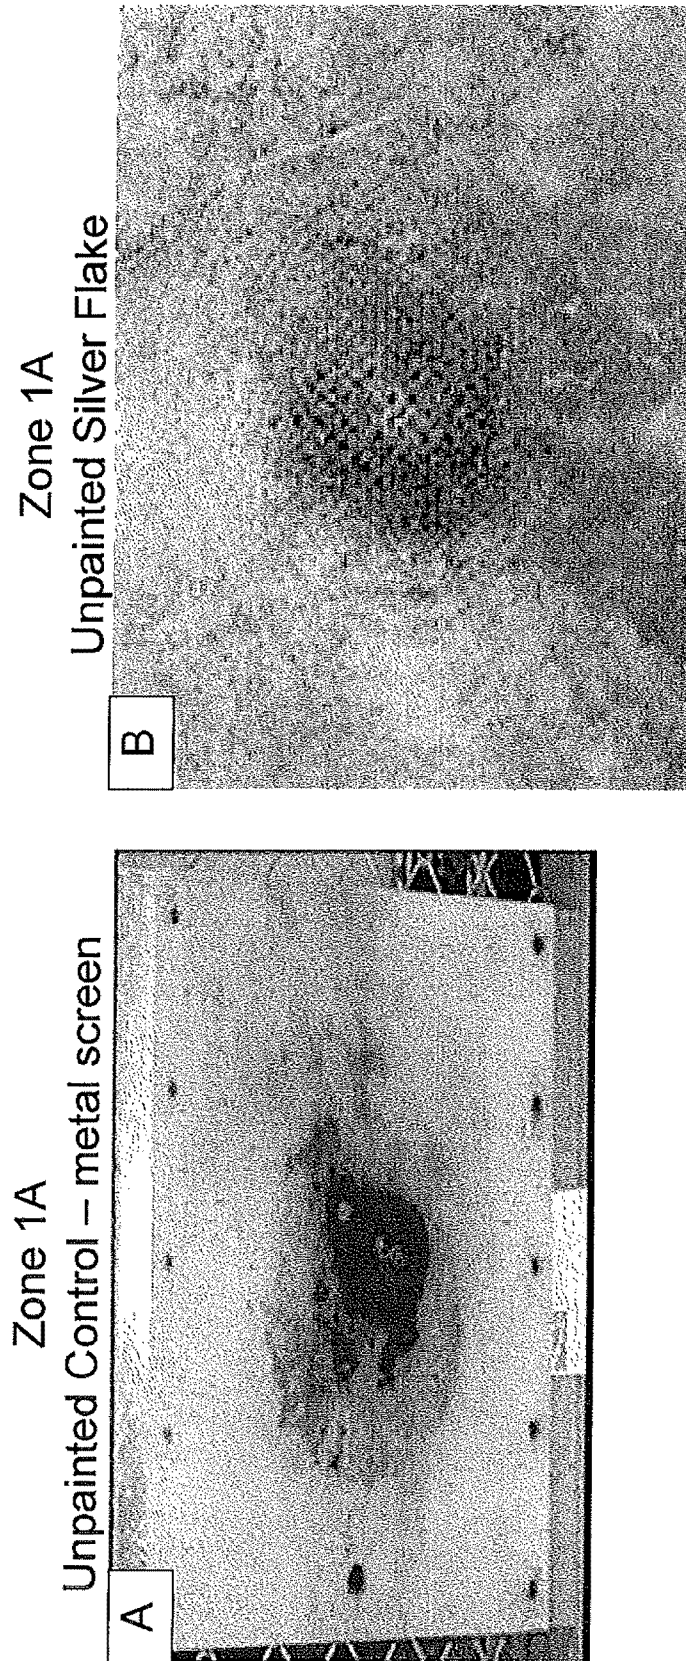 Zone 1A
Unpainted Control – metal screen
A
Zone 1A
Unpainted Silver Flake
B